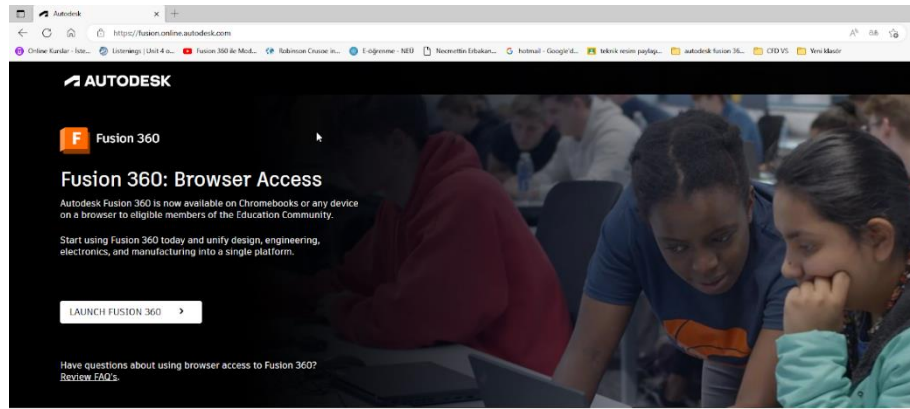 Autodesk
https://fusion.online.autodesk.com
Online Kurslar - İste... Listenings | Unit 4 o... Fusion 360 ile Mod... Robinson Crusoe in... E-öğrenme - NEÜ Necmettin Erbakan... hotmail - Google'd... teknik resim paylaş... autodesk fusion 36... CFD VS Yeni klasör
AUTODESK
F Fusion 360
Fusion 360: Browser Access
Autodesk Fusion 360 is now available on Chromebooks or any device
on a browser to eligible members of the Education Community.
Start using Fusion 360 today and unify design, engineering,
electronics, and manufacturing into a single platform.
LAUNCH FUSION 360 >
Have questions about using browser access to Fusion 360?
Review FAQ's.